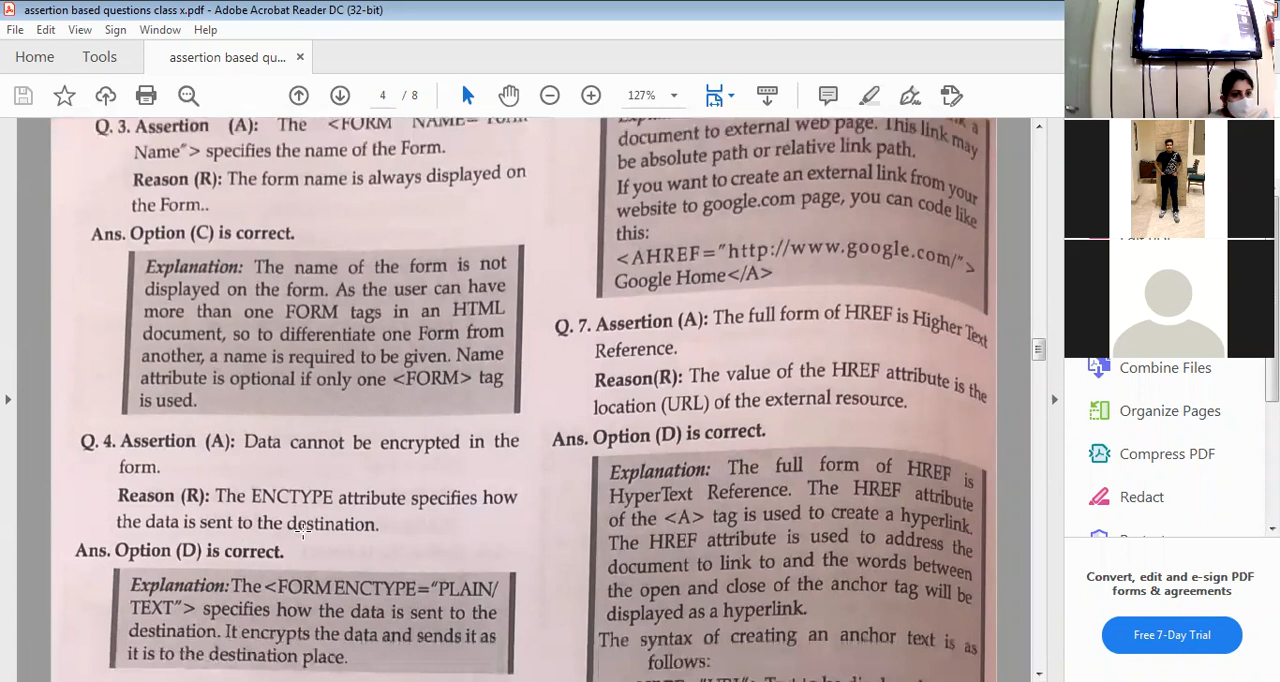 assertion based questions class x.pdf - Adobe Acrobat Reader DC (32-bit)
File Edit View Sign Window Help
Home Tools assertion based qu... ×
4 / 8 127%
Q. 3. Assertion (A): The <FORM NAME="Form
Name"> specifies the name of the Form.
Reason (R): The form name is always displayed on
the Form..
Ans. Option (C) is correct.
Explanation: The name of the form is not
displayed on the form. As the user can have
more than one FORM tags in an HTML
document, so to differentiate one Form from
another, a name is required to be given. Name
attribute is optional if only one <FORM> tag
is used.
Q. 4. Assertion (A): Data cannot be encrypted in the
form.
Reason (R): The ENCTYPE attribute specifies how
the data is sent to the destination.
Ans. Option (D) is correct.
Explanation: The <FORM ENCTYPE="PLAIN/
TEXT"> specifies how the data is sent to the
destination. It encrypts the data and sends it as
it is to the destination place.
document to external web page. This link may
be absolute path or relative link path.
If you want to create an external link from your
website to google.com page, you can code like
this:
<AHREF="http://www.google.com/">
Google Home</A>
Q. 7. Assertion (A): The full form of HREF is Higher Text
Reference.
Reason(R): The value of the HREF attribute is the
location (URL) of the external resource.
Ans. Option (D) is correct.
Explanation: The full form of HREF is
HyperText Reference. The HREF attribute
of the <A> tag is used to create a hyperlink.
The HREF attribute is used to address the
document to link to and the words between
the open and close of the anchor tag will be
displayed as a hyperlink.
The syntax of creating an anchor text is as
follows:
Combine Files
Organize Pages
Compress PDF
Redact
Convert, edit and e-sign PDF
forms & agreements
Free 7-Day Trial